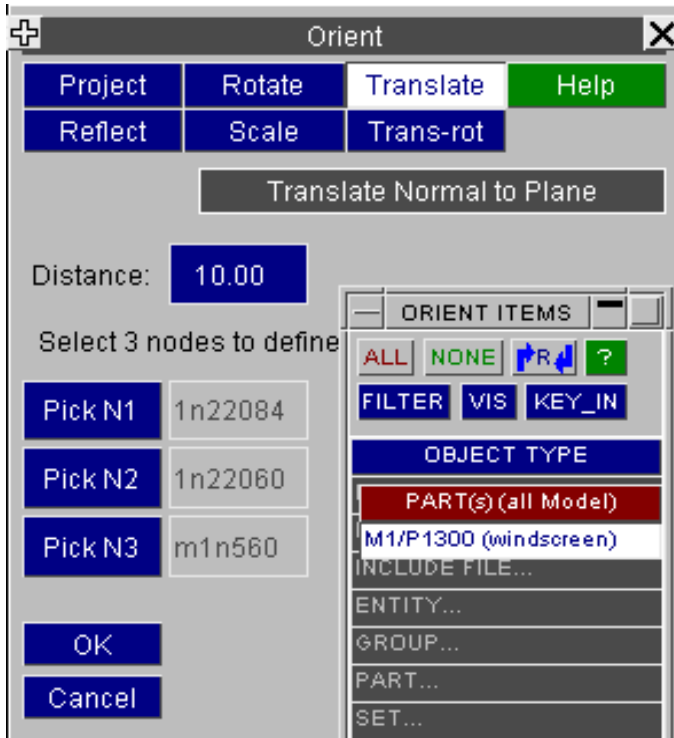 Orient
Project Rotate Translate Help
Reflect Scale Trans-rot
Translate Normal to Plane
Distance: 10.00
Select 3 nodes to define
Pick N1 1n22084
Pick N2 1n22060
Pick N3 m1n560
OK
Cancel
ORIENT ITEMS
ALL NONE R ?
FILTER VIS KEY_IN
OBJECT TYPE
PART(s)(all Model)
M1/P1300 (windscreen)
INCLUDE FILE...
ENTITY...
GROUP...
PART...
SET...